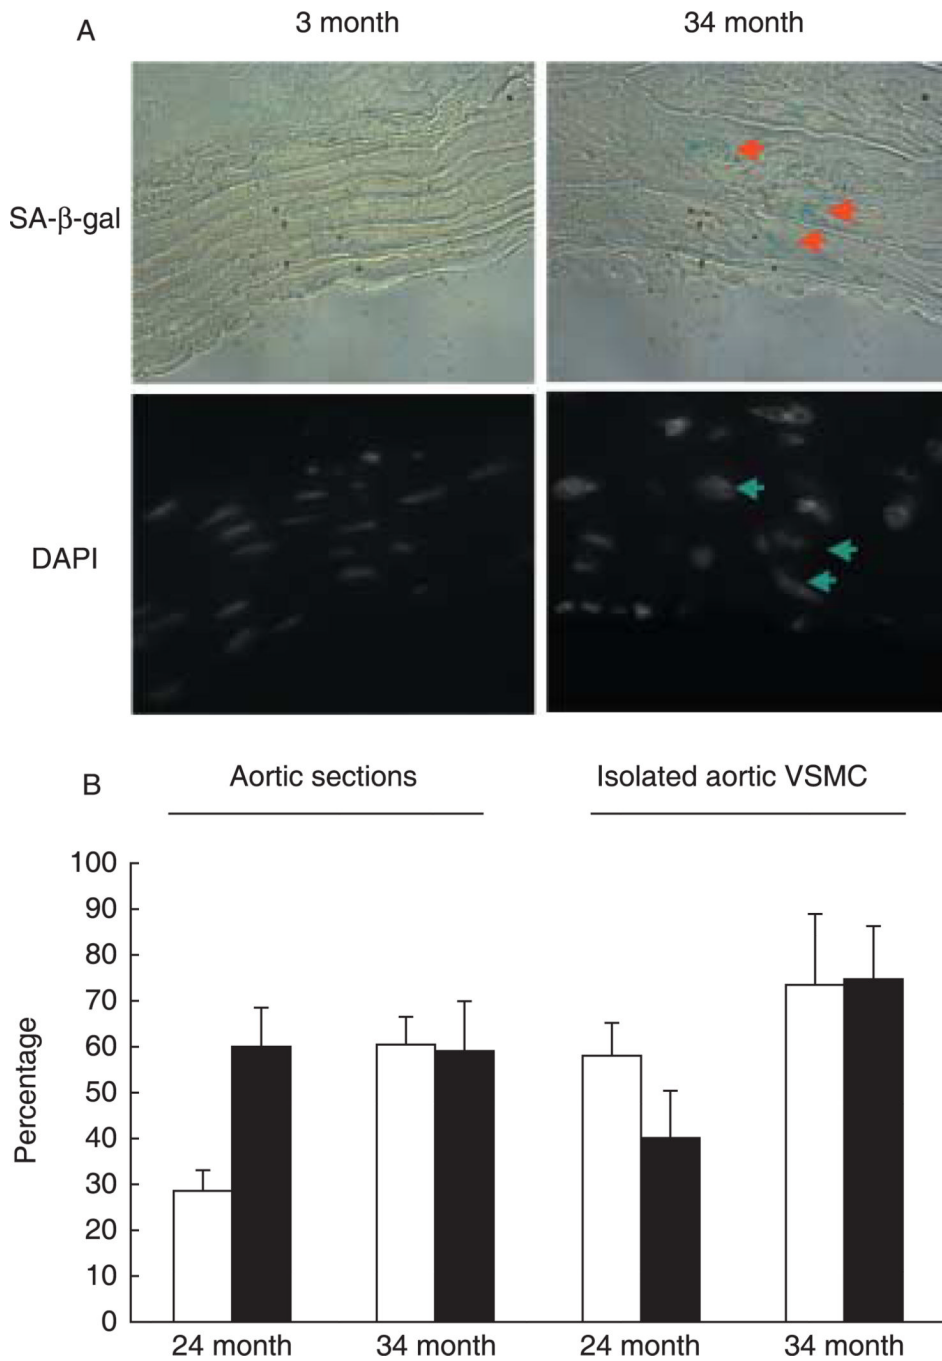 A
3 month
34 month
SA-β-gal
DAPI
B
Aortic sections
Isolated aortic VSMC
100
90
80
70
60
50
40
30
20
10
0
Percentage
24 month
34 month
24 month
34 month